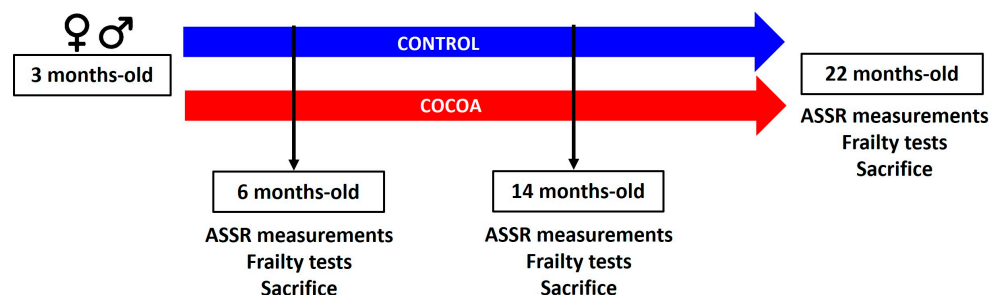 ♀♂
3 months-old
CONTROL
COCOA
6 months-old
ASSR measurements
Frailty tests
Sacrifice
14 months-old
ASSR measurements
Frailty tests
Sacrifice
22 months-old
ASSR measurements
Frailty tests
Sacrifice